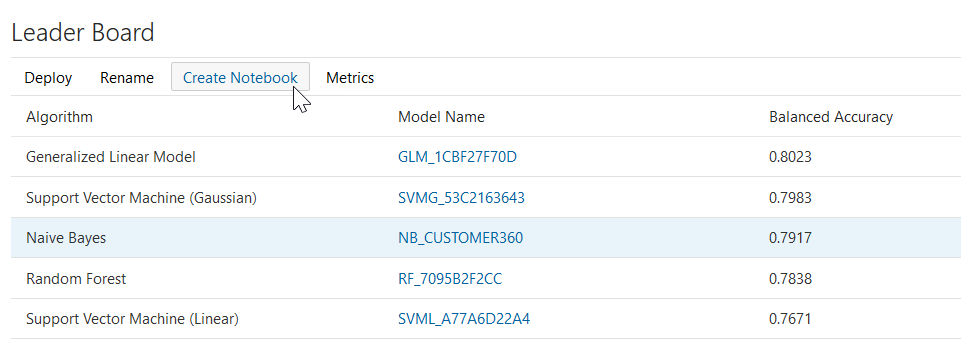 Leader Board
Deploy Rename Create Notebook Metrics
Algorithm Model Name Balanced Accuracy
Generalized Linear Model GLM_1CBF27F70D 0.8023
Support Vector Machine (Gaussian) SVMG_53C2163643 0.7983
Naive Bayes NB_CUSTOMER360 0.7917
Random Forest RF_7095B2F2CC 0.7838
Support Vector Machine (Linear) SVML_A77A6D22A4 0.7671